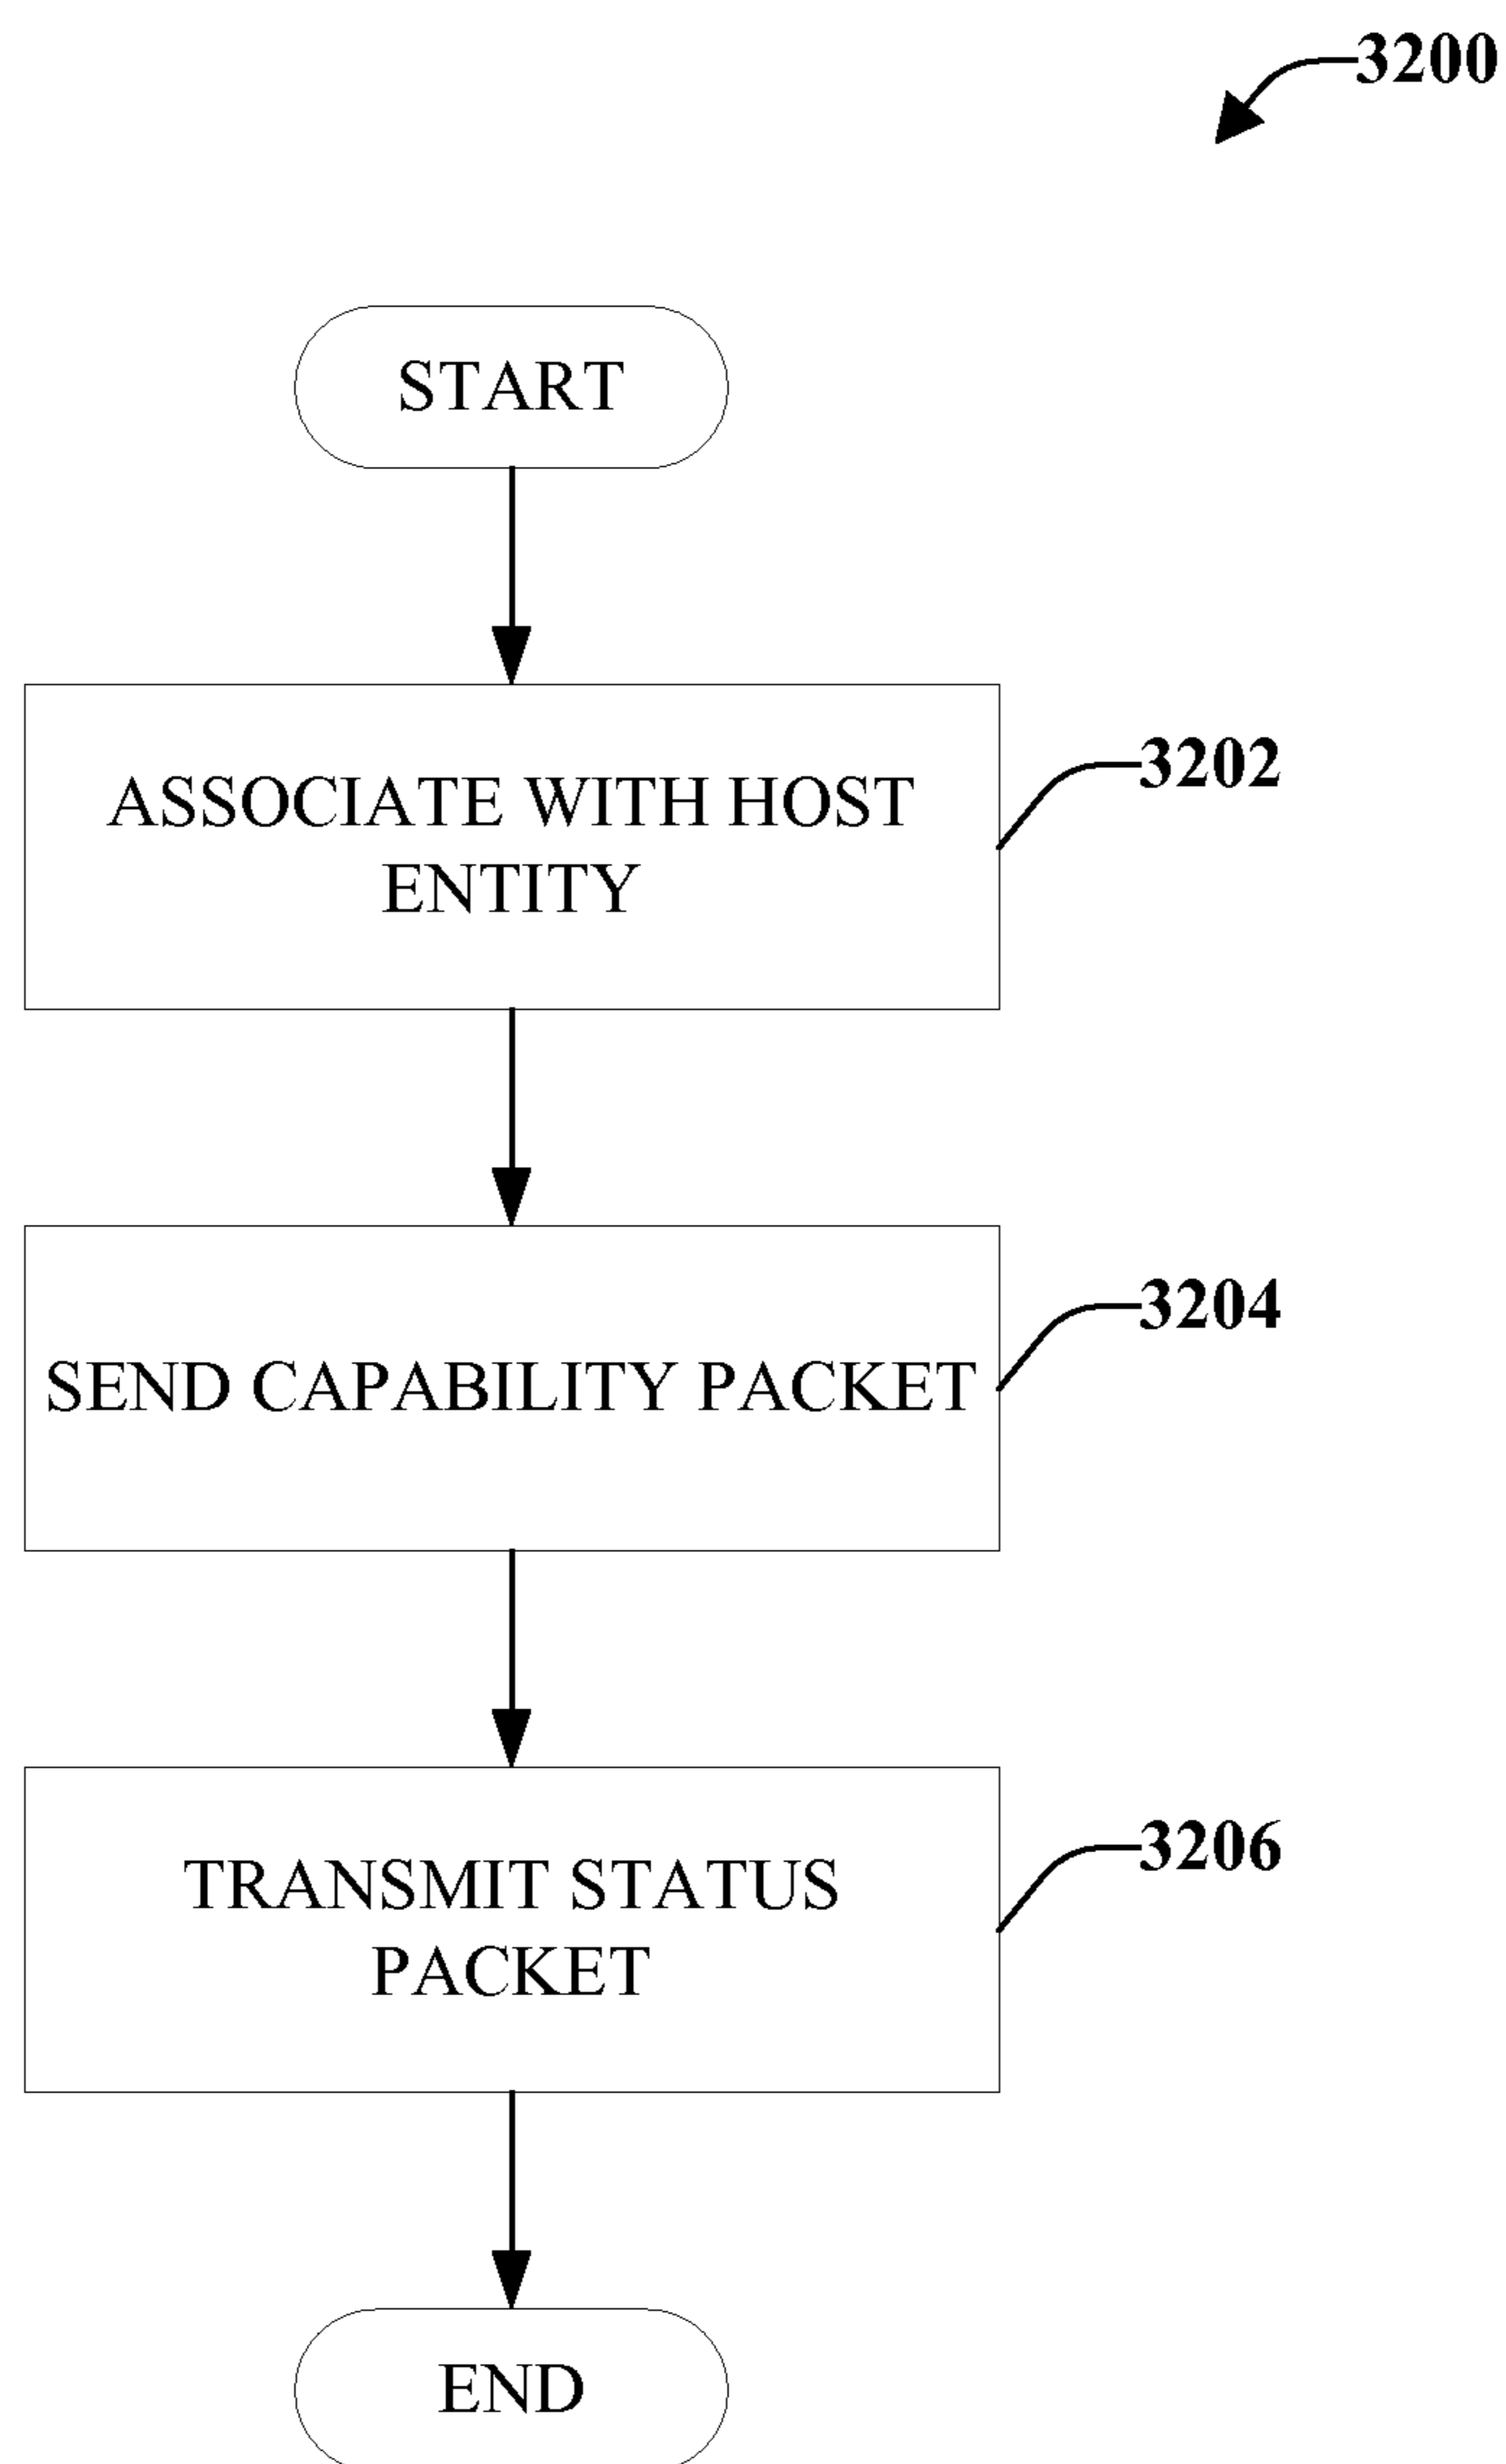 3200
START
ASSOCIATE WITH HOST
ENTITY
3202
SEND CAPABILITY PACKET
3204
TRANSMIT STATUS
PACKET
3206
END